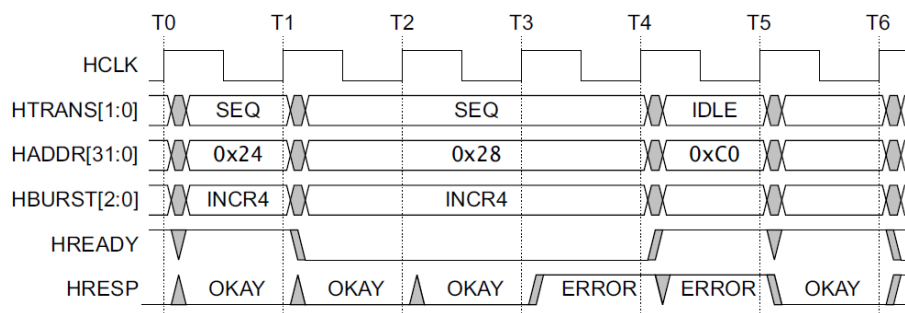 T0 T1 T2 T3 T4 T5 T6
HCLK
HTRANS[1:0] SEQ SEQ IDLE
HADDR[31:0] 0x24 0x28 0xC0
HBURST[2:0] INCR4 INCR4
HREADY
HRESP OKAY OKAY OKAY ERROR ERROR OKAY